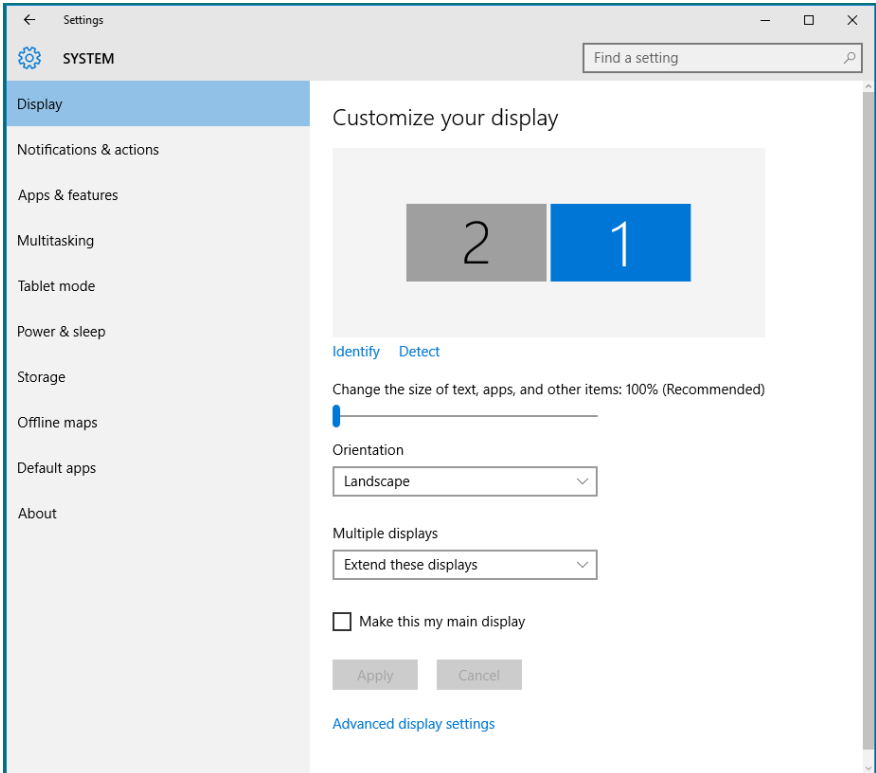 Settings
SYSTEM
Find a setting
Display
Notifications & actions
Apps & features
Multitasking
Tablet mode
Power & sleep
Storage
Offline maps
Default apps
About
Customize your display
2 1
Identify Detect
Change the size of text, apps, and other items: 100% (Recommended)
Orientation
Landscape
Multiple displays
Extend these displays
Make this my main display
Apply Cancel
Advanced display settings